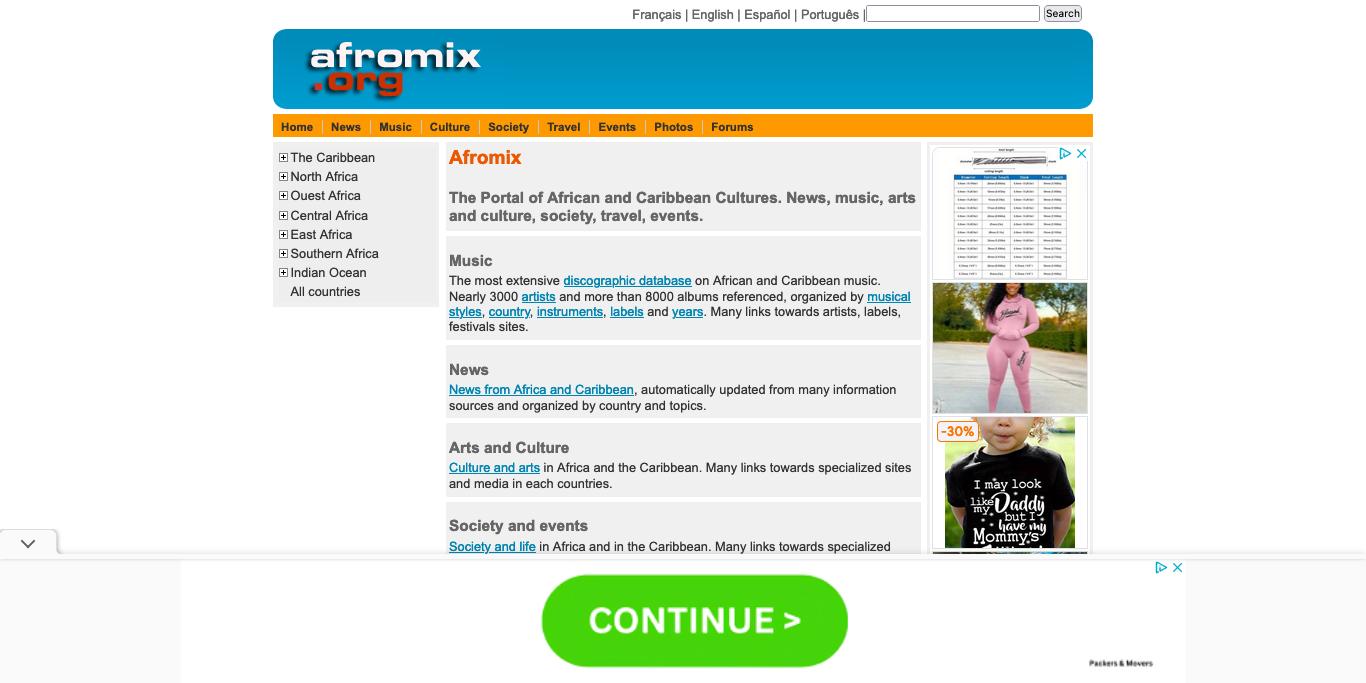 Français | English | Español | Português |
Search
afromix
.org
Home
News
Music
Culture
Society
Travel
Events
Photos
Forums
The Caribbean
North Africa
Ouest Africa
Central Africa
East Africa
Southern Africa
Indian Ocean
All countries
Afromix
The Portal of African and Caribbean Cultures. News, music, arts
and culture, society, travel, events.
Music
The most extensive discographic database on African and Caribbean music.
Nearly 3000 artists and more than 8000 albums referenced, organized by musical
styles, country, instruments, labels and years. Many links towards artists, labels,
festivals sites.
News
News from Africa and Caribbean, automatically updated from many information
sources and organized by country and topics.
Arts and Culture
Culture and arts in Africa and the Caribbean. Many links towards specialized sites
and media in each countries.
Society and events
Society and life in Africa and in the Caribbean. Many links towards specialized
-30%
I may look
like
my Daddy
but I
have my
Mommy's
CONTINUE >
Packers & Movers